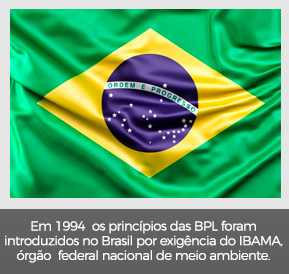 ORDEM E PROGRESSO
Em 1994 os princípios das BPL foram
introduzidos no Brasil por exigência do IBAMA,
órgão federal nacional de meio ambiente.